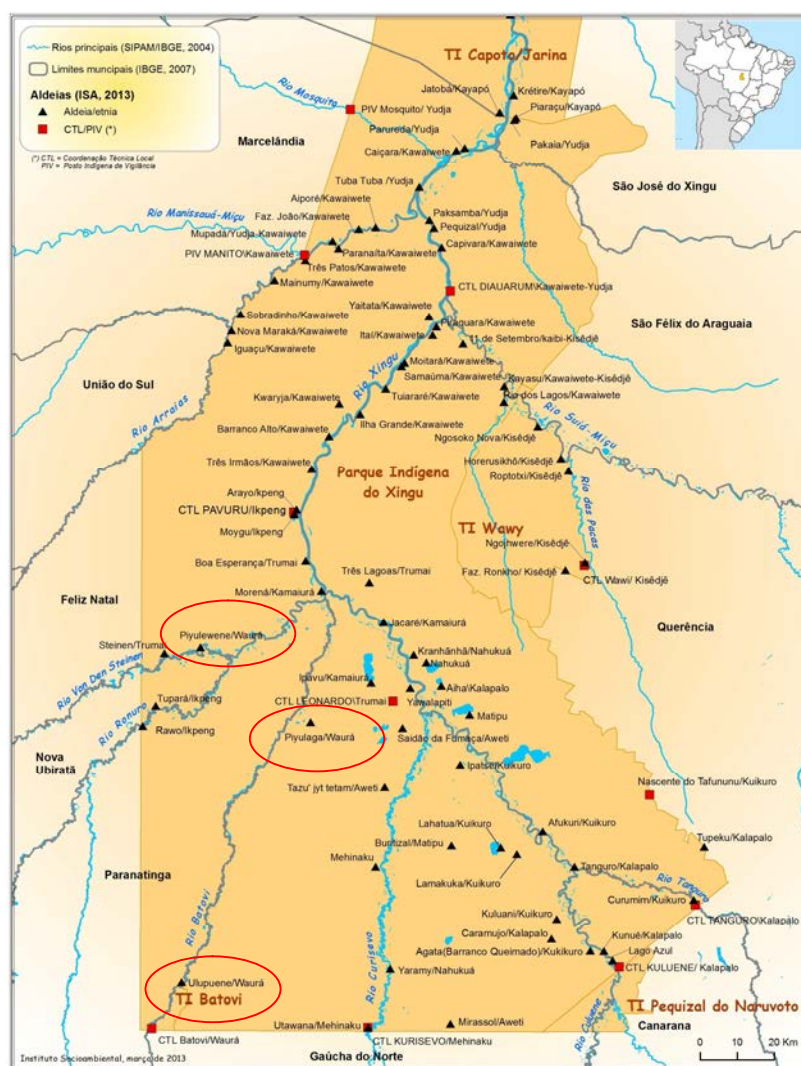 TI Capoto/Jarina
Rios principais (SIPAM/IBGE, 2004)
Limites muncipais (IBGE, 2007)
Aldeias (ISA, 2013)
Aldeia/etnia
CTL/PIV (*)
(*) CTL = Coordenação Técnica Local
PIV = Posto Indígena de Vigilância
Rio Mosquito
Jatobá/Kayapó
Krétire/Kayapó
PIV Mosquito/ Yudja
Piaraçu/Kayapó
Marcelândia
Parureda/Yudja
Pakaia/Yudja
Caiçara/Kawaiwete
Tuba Tuba /Yudja
São José do Xingu
Aiporé/Kawaiwete
Rio Manissauá-Miçu
Faz. João/Kawaiwete
Paksamba/Yudja
Pequizal/Yudja
Mupadá/Yudja-Kawaiwete
Capivara/Kawaiwete
PIV MANITO\Kawaiwete
Paranaíta/Kawaiwete
Três Patos/Kawaiwete
Mainumy/Kawaiwete
CTL DIAUARUM\Kawaiwete-Yudja
Sobradinho/Kawaiwete
Yaitata/Kawaiwete
São Félix do Araguaia
Nova Maraká/Kawaiwete
Itaí/Kawaiwete
11 de Setembro/kaibi-Kisêdjê
Iguaçu/Kawaiwete
Moitará/Kawaiwete
Rio Xingu
Samaúma/Kawaiwete
Kayasu/Kawaiwete-Kisêdjê
União do Sul
Kwaryja/Kawaiwete
Tuiararé/Kawaiwete
Rio dos Lagos/Kawaiwete
Rio Arraias
Ilha Grande/Kawaiwete
Rio Suiá-Miçu
Barranco Alto/Kawaiwete
Ngosoko Nova/Kisêdjê
Três Irmãos/Kawaiwete
Parque Indígena
do Xingu
Horerusikhô/Kisêdjê
Roptotxi/Kisêdjê
Arayo/Ikpeng
CTL PAVURU/Ikpeng
Moygu/Ikpeng
TI Wawy
Rio das Pacas
Ngojhwere/Kisêdjê
Boa Esperança/Trumai
Três Lagoas/Trumai
Faz. Ronkho/ Kisêdjê
CTL Wawi/ Kisêdjê
Feliz Natal
Morená/Kamaiurá
Jacaré/Kamaiurá
Querência
Piyulewene/Waurá
Steinen/Trumai
Kranhãnhã/Nahukuá
Nahukuá
Rio Von Den Steinen
Ipavu/Kamaiurá
Aiha\Kalapalo
Tupará/Ikpeng
CTL LEONARDO\Trumai
Yawalapiti
Rio Ronuro
Rawo/Ikpeng
Matipu
Piyulaga/Waurá
Saidão da Fumaça/Aweti
Nova
Ubiratã
Ipatse/Kuikuro
Nascente do Tafununu/Kuikuro
Tazu' jyt tetam/Aweti
Lahatua/Kuikuro
Afukuri/Kuikuro
Buritizal/Matipu
Tupeku/Kalapalo
Paranatinga
Mehinaku
Lamakuka/Kuikuro
Tanguro/Kalapalo
Rio Tanguro
Curumim/Kuikuro
Rio Batovi
Kuluani/Kuikuro
CTL TANGURO\Kalapalo
Caramujo/Kalapalo
Kunuê/Kalapalo
Agata(Barranco Queimado)/Kukikuro
Lago Azul
CTL KULUENE/ Kalapalo
Rio Curisevo
Yaramy/Nahukuá
Ulupuene/Waurá
TI Batovi
TI Pequizal do Naruvoto
Rio Culuene
Utawana/Mehinaku
Mirassol/Aweti
Canarana
CTL Batovi/Waurá
CTL KURISEVO/Mehinaku
Gaúcha do Norte
Instituto Socioambiental, março de 2013
0 10 20 Km